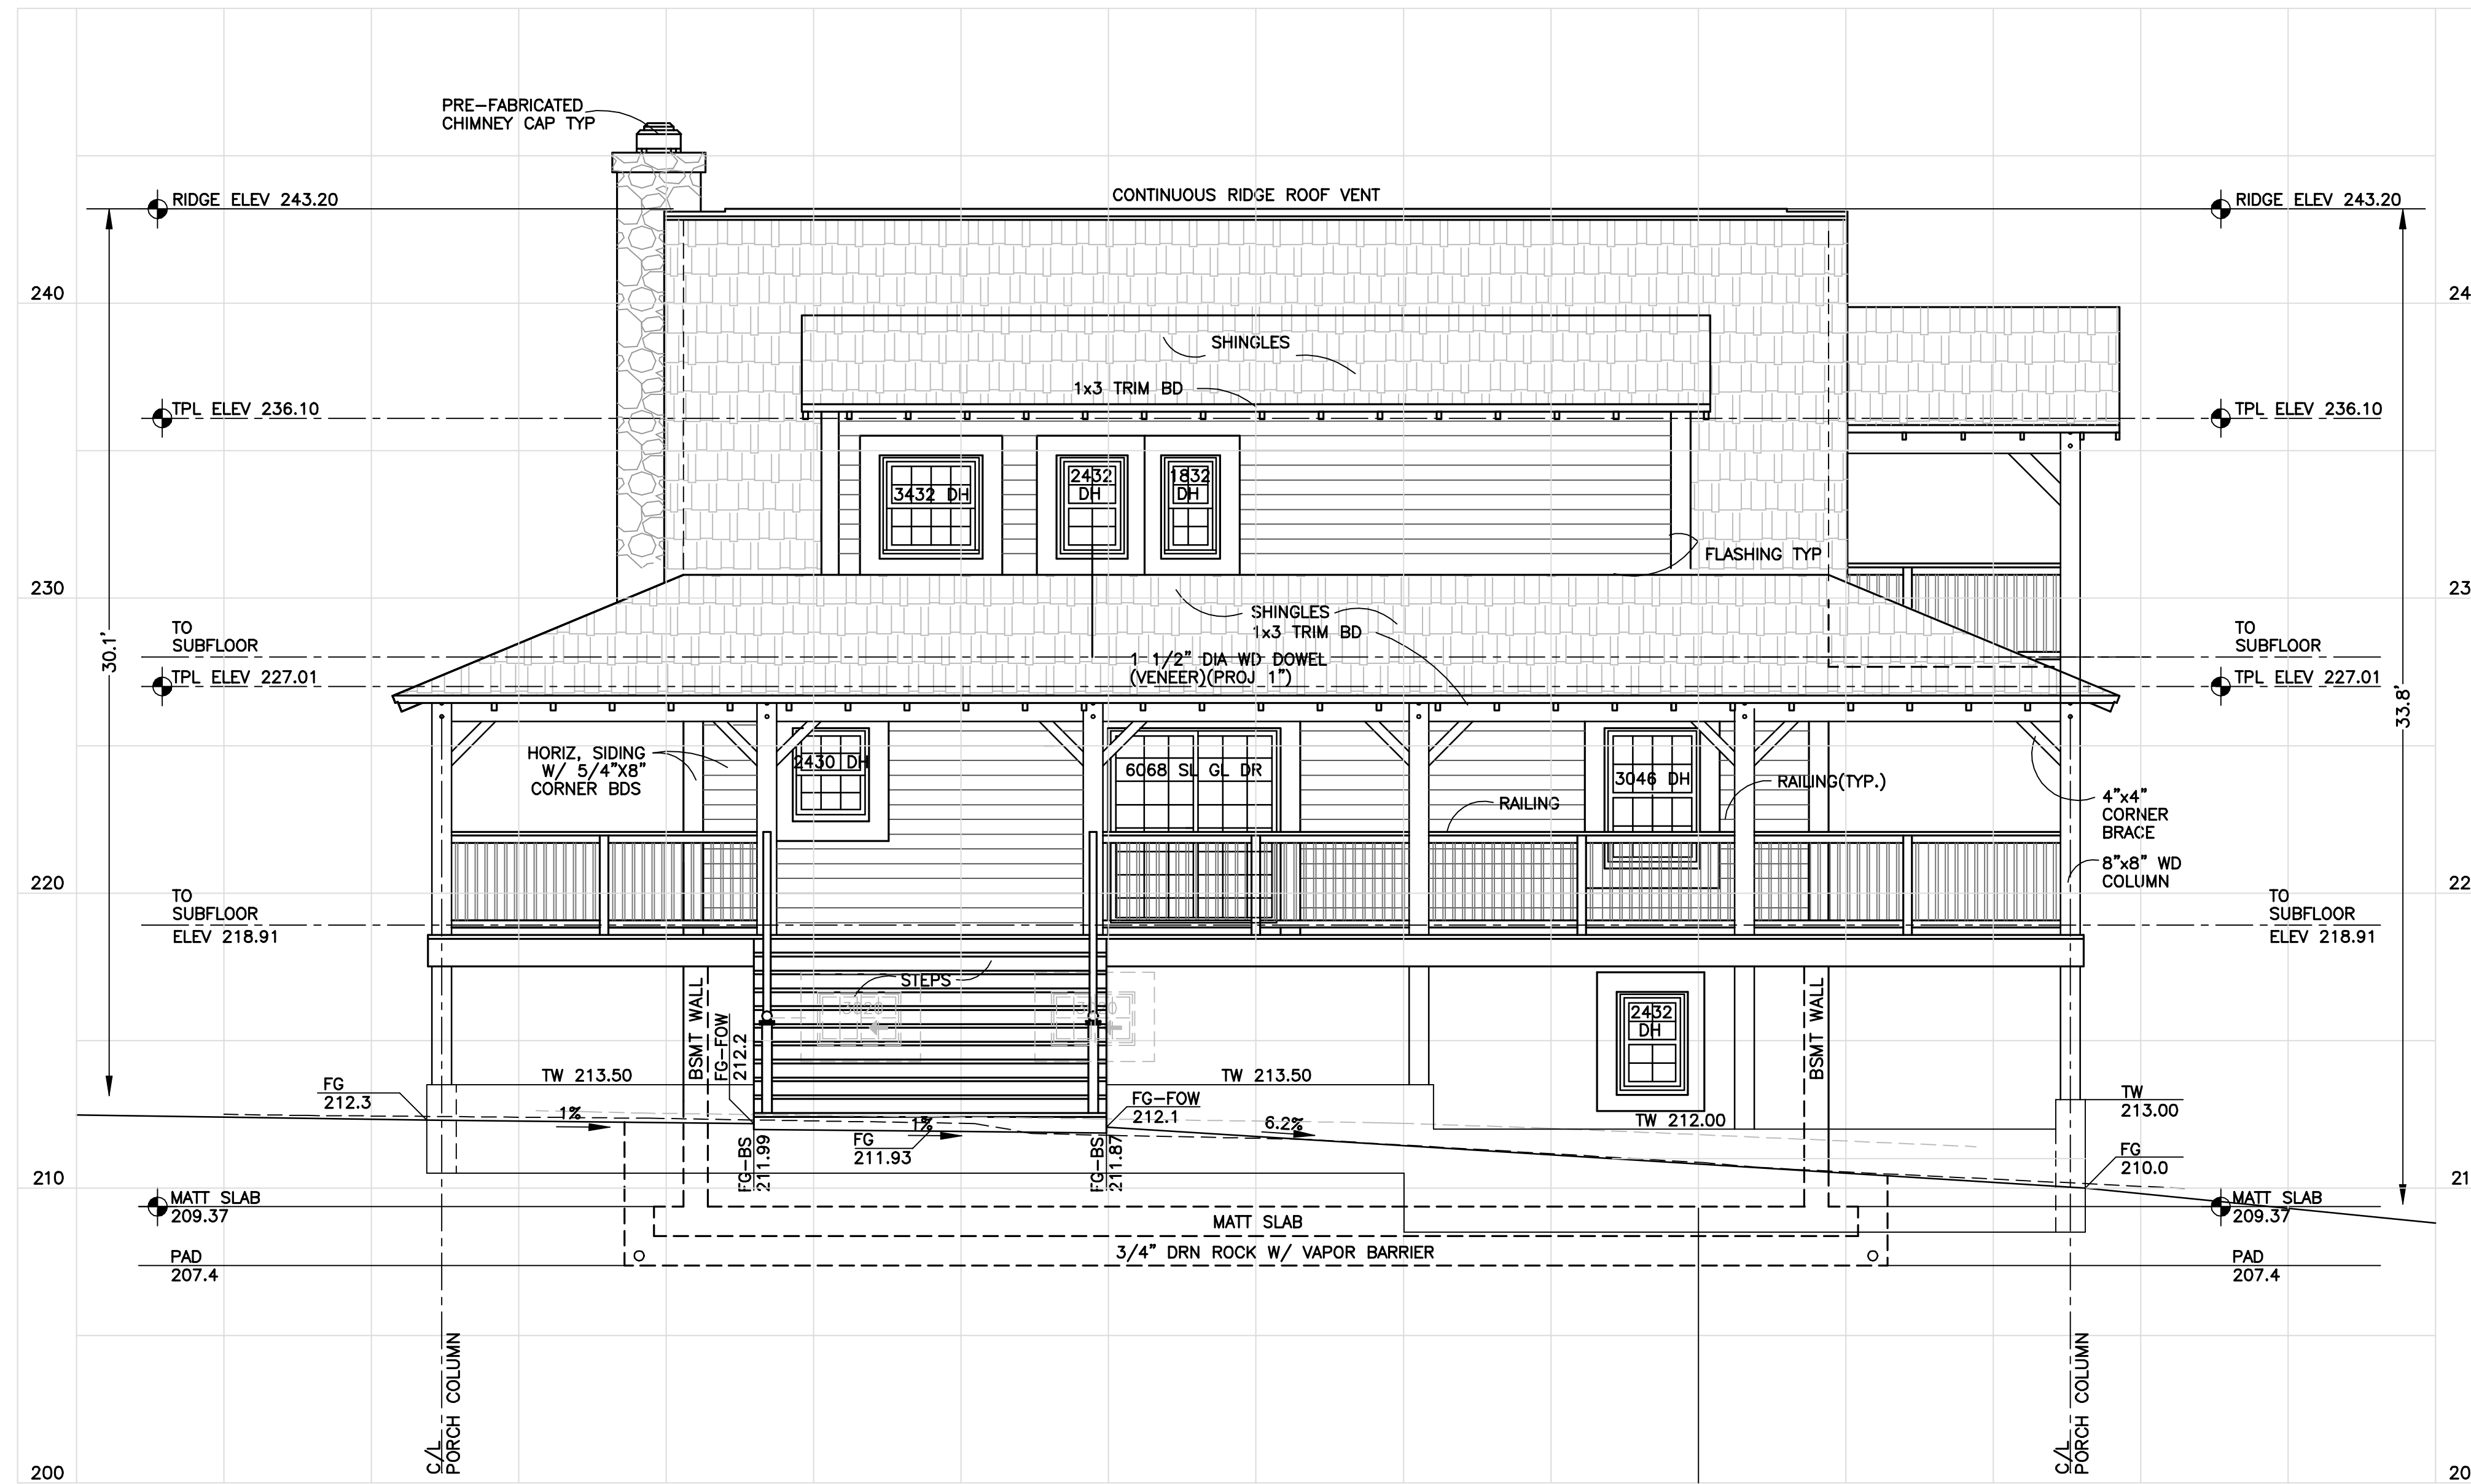 PRE-FABRICATED
CHIMNEY CAP TYP
RIDGE ELEV 243.20
CONTINUOUS RIDGE ROOF VENT
RIDGE ELEV 243.20
240
24
SHINGLES
1x3 TRIM BD
TPL ELEV 236.10
TPL ELEV 236.10
3432 DH
2432
DH
1832
DH
FLASHING TYP
230
23
SHINGLES
1x3 TRIM BD
30.1'
TO
SUBFLOOR
TO
SUBFLOOR
1 1/2" DIA WD DOWEL
(VENEER)(PROJ 1")
TPL ELEV 227.01
TPL ELEV 227.01
33.8'
HORIZ, SIDING
W/ 5/4"X8"
CORNER BDS
2430 DH
6068 SL GL DR
3046 DH
RAILING(TYP.)
RAILING
4"x4"
CORNER
BRACE
8"x8" WD
COLUMN
220
22
TO
SUBFLOOR
ELEV 218.91
TO
SUBFLOOR
ELEV 218.91
STEPS
BSMT WALL
FG-FOW
212.2
3020
2432
DH
BSMT WALL
TW 213.50
TW 213.50
FG
212.3
1%
FG-FOW
212.1
TW
213.00
TW 212.00
1%
6.2%
FG
211.93
FG-BS
211.99
FG-BS
211.87
FG
210.0
210
21
MATT SLAB
209.37
MATT SLAB
209.37
MATT SLAB
3/4" DRN ROCK W/ VAPOR BARRIER
PAD
207.4
PAD
207.4
C/L
PORCH COLUMN
C/L
PORCH COLUMN
200
20